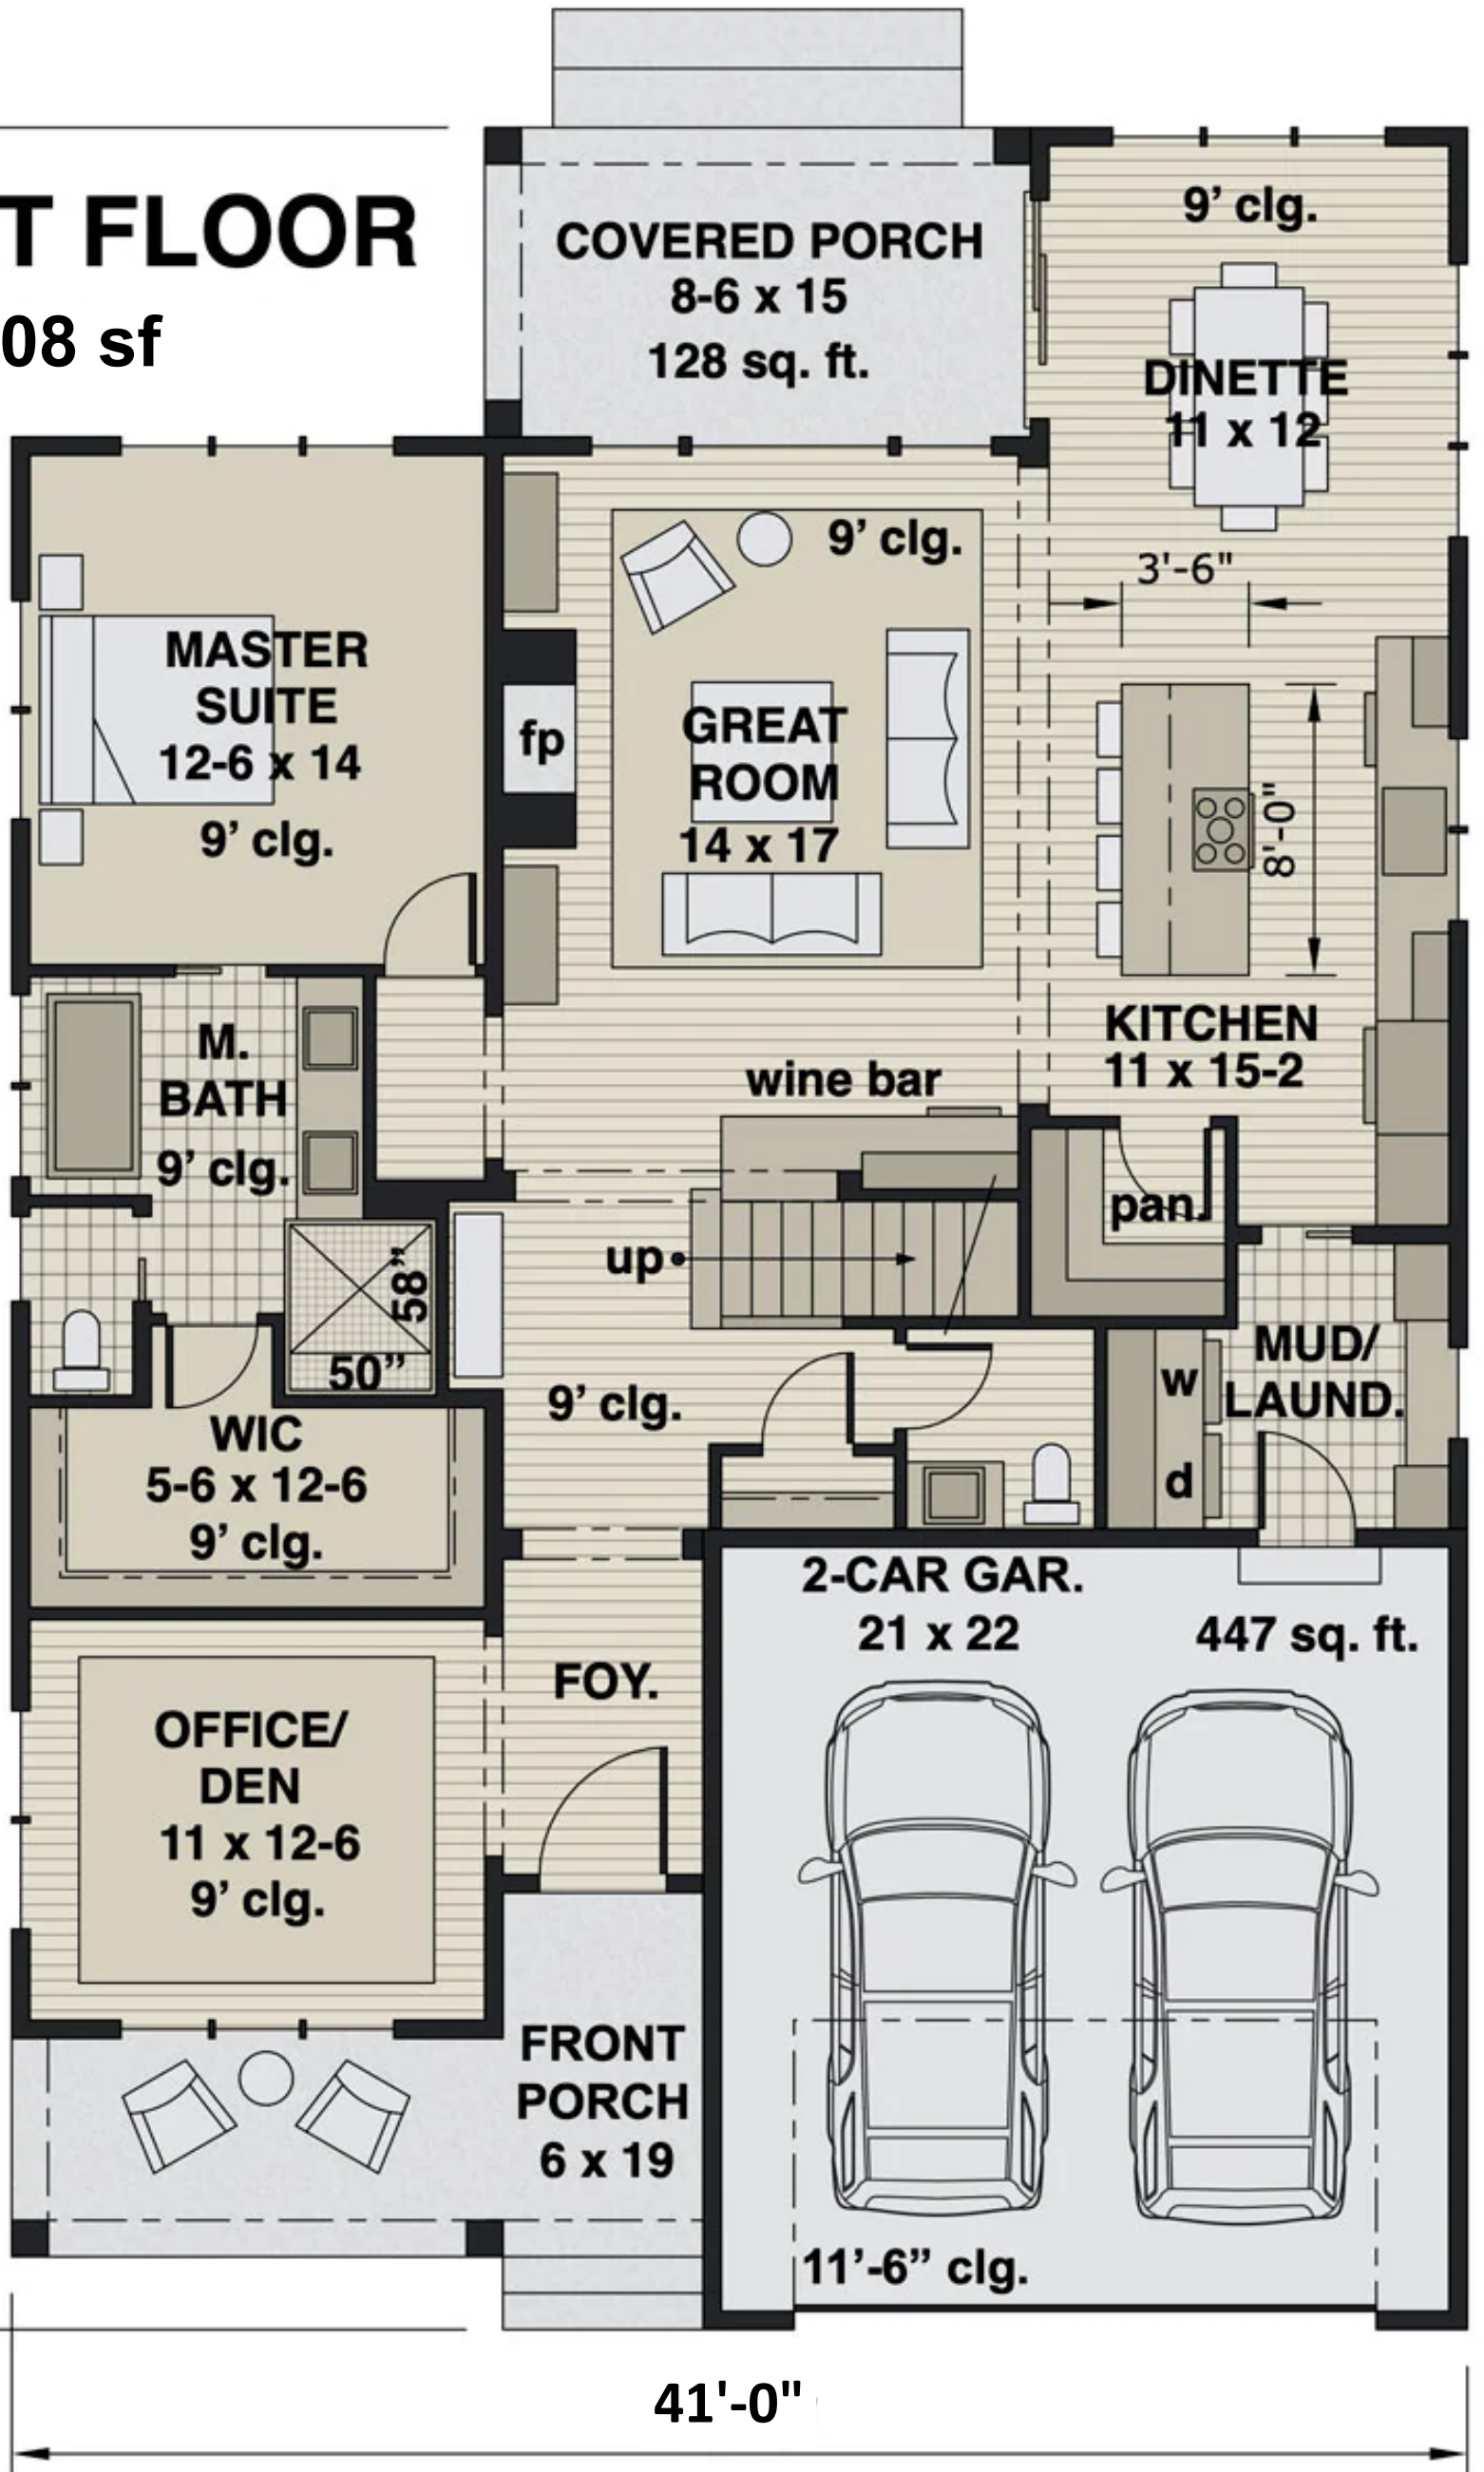 T FLOOR
08 sf
COVERED PORCH
8-6 x 15
128 sq. ft.
9’ clg.
DINETTE
11 x 12
3'-6"
MASTER
SUITE
12-6 x 14
9’ clg.
fp
9’ clg.
GREAT
ROOM
14 x 17
8'-0"
KITCHEN
11 x 15-2
wine bar
M.
BATH
9’ clg.
pan.
up
58”
50”
9’ clg.
MUD/
LAUND.
w
d
WIC
5-6 x 12-6
9’ clg.
2-CAR GAR.
21 x 22
447 sq. ft.
FOY.
OFFICE/
DEN
11 x 12-6
9’ clg.
FRONT
PORCH
6 x 19
11’-6” clg.
41'-0"